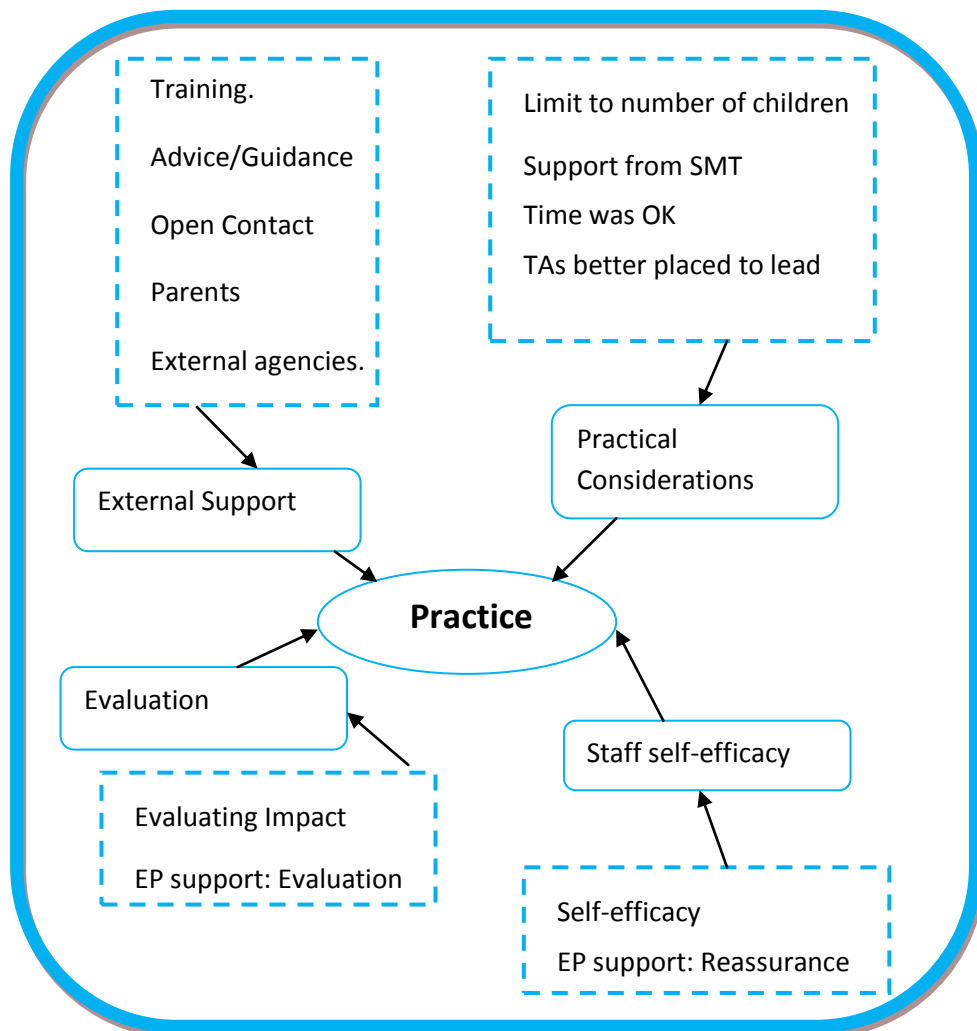 Training.
Advice/Guidance
Open Contact
Parents
External agencies.
Limit to number of children
Support from SMT
Time was OK
TAs better placed to lead
External Support
Practical
Considerations
Practice
Evaluation
Staff self-efficacy
Evaluating Impact
EP support: Evaluation
Self-efficacy
EP support: Reassurance